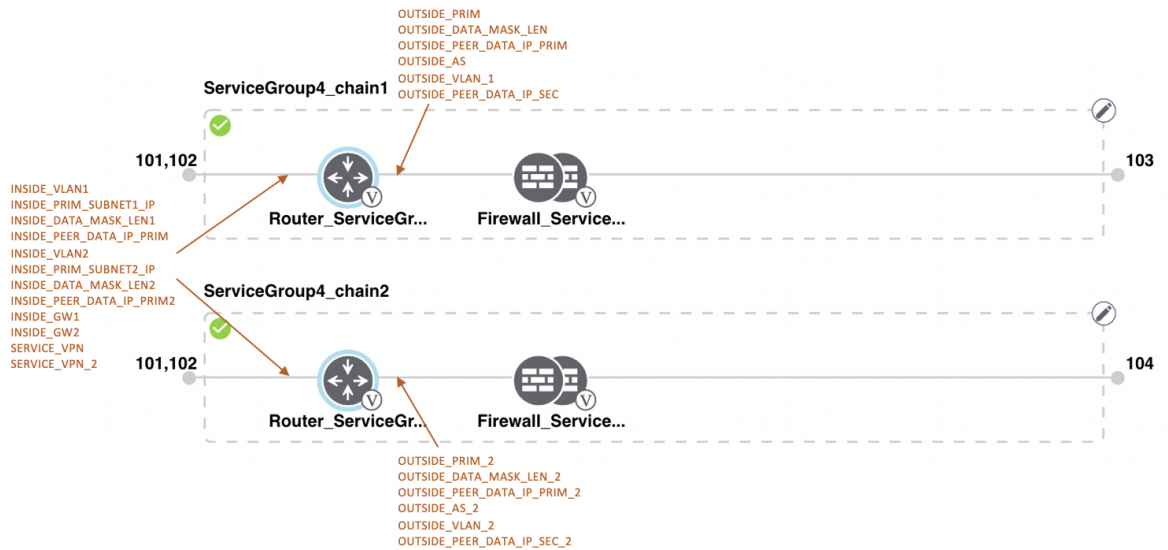 OUTSIDE_PRIM
OUTSIDE_DATA_MASK_LEN
OUTSIDE_PEER_DATA_IP_PRIM
OUTSIDE_AS
OUTSIDE_VLAN_1
OUTSIDE_PEER_DATA_IP_SEC
ServiceGroup4_chain1
101,102
103
V
V
Router_ServiceGr...
Firewall_Service...
INSIDE_VLAN1
INSIDE_PRIM_SUBNET1_IP
INSIDE_DATA_MASK_LEN1
INSIDE_PEER_DATA_IP_PRIM
INSIDE_VLAN2
INSIDE_PRIM_SUBNET2_IP
INSIDE_DATA_MASK_LEN2
INSIDE_PEER_DATA_IP_PRIM2
INSIDE_GW1
INSIDE_GW2
SERVICE_VPN
SERVICE_VPN_2
ServiceGroup4_chain2
101,102
104
V
V
Router_ServiceGr...
Firewall_Service...
OUTSIDE_PRIM_2
OUTSIDE_DATA_MASK_LEN_2
OUTSIDE_PEER_DATA_IP_PRIM_2
OUTSIDE_AS_2
OUTSIDE_VLAN_2
OUTSIDE_PEER_DATA_IP_SEC_2